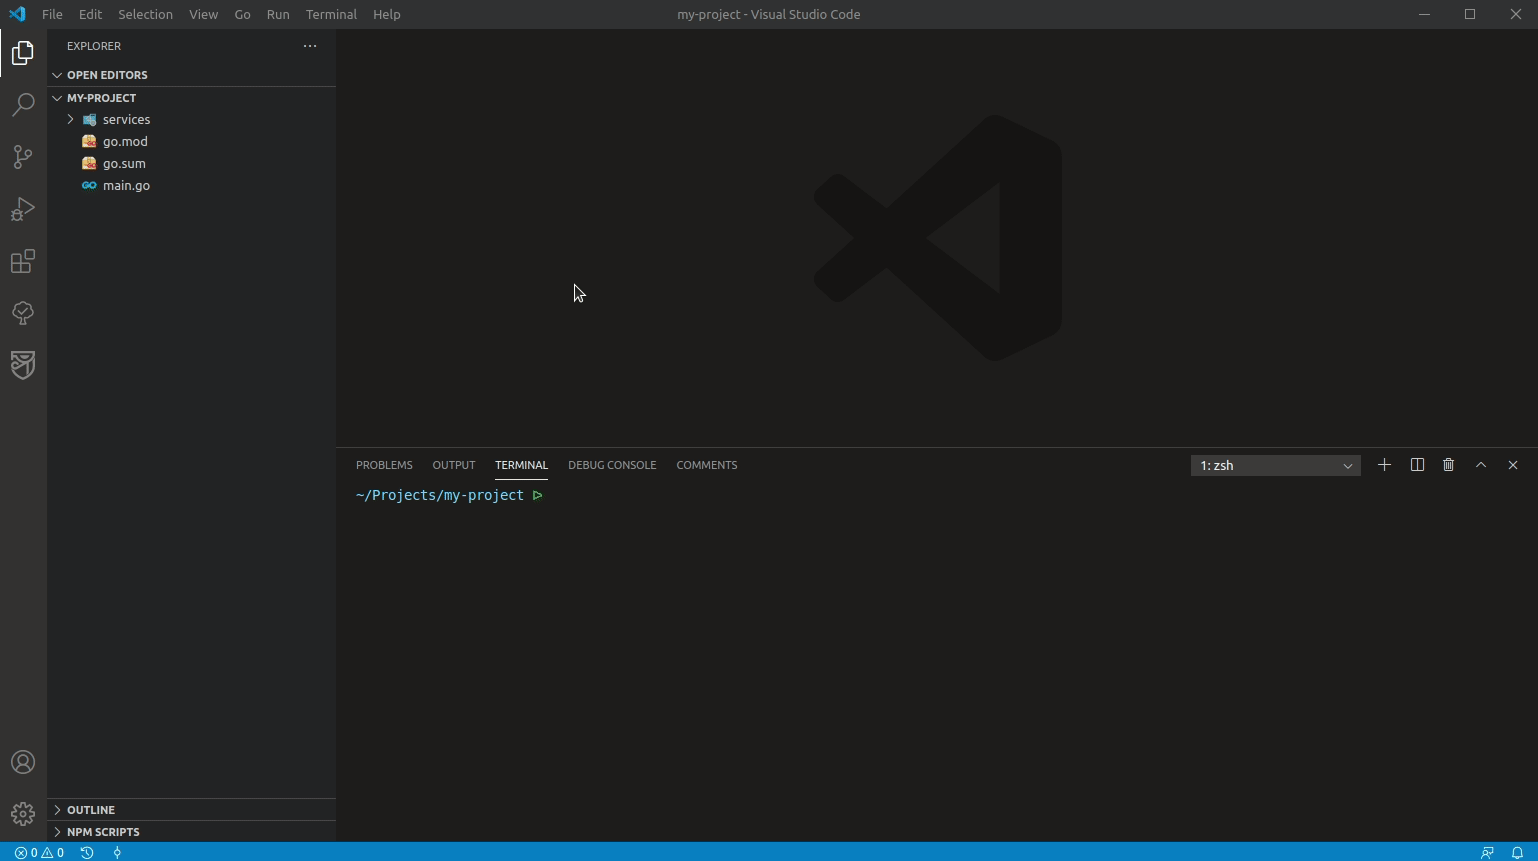 File Edit Selection View Go Run Terminal Help my-project - Visual Studio Code
EXPLORER
OPEN EDITORS
MY-PROJECT
services
go.mod
go.sum
GO main.go
PROBLEMS OUTPUT TERMINAL DEBUG CONSOLE COMMENTS 1: zsh
~/Projects/my-project
OUTLINE
NPM SCRIPTS
0 0